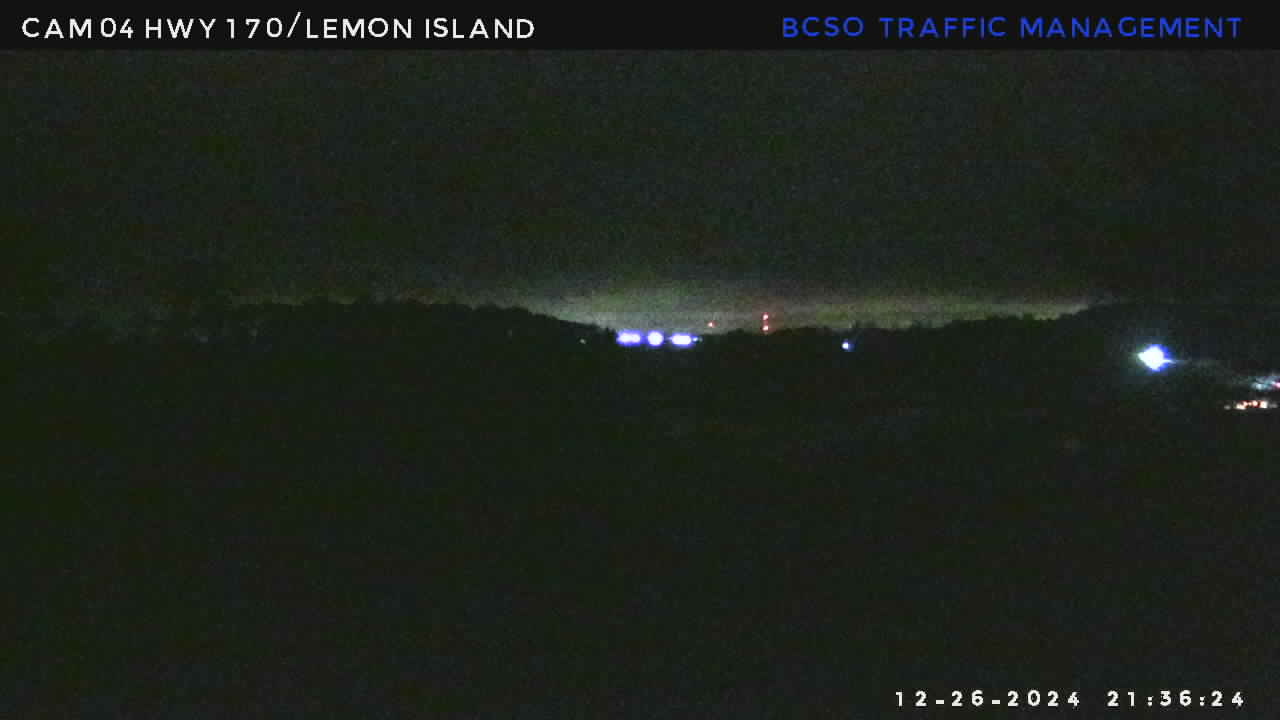 CAM 04 HWY 170/LEMON ISLAND
BCSO TRAFFIC MANAGEMENT
12-26-2024 21:36:24